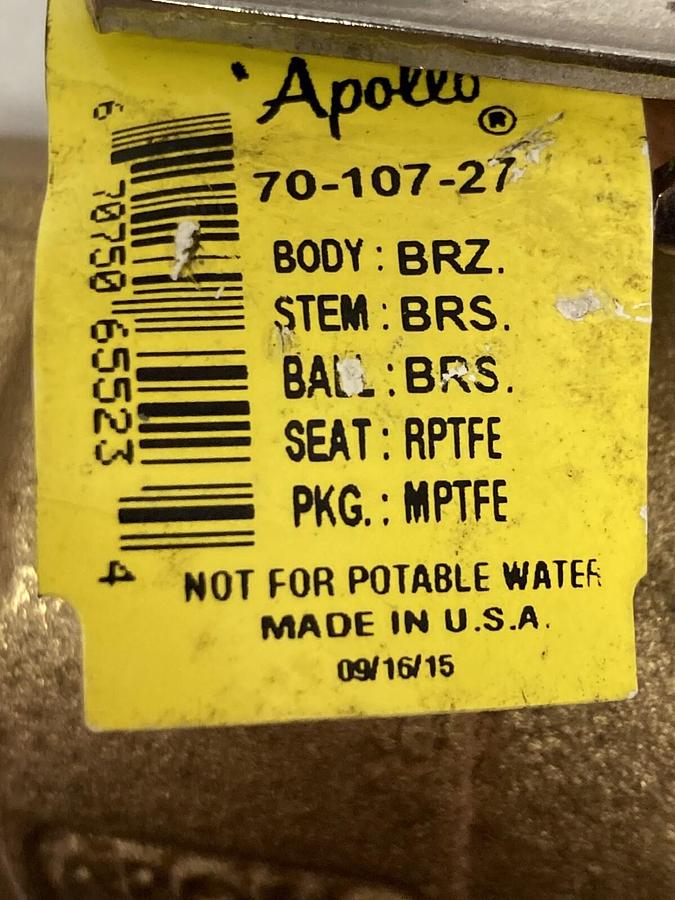 Apollo®
70-107-27
BODY : BRZ.
STEM : BRS.
BALL : BRS.
SEAT : RPTFE
PKG. : MPTFE
NOT FOR POTABLE WATER
MADE IN U.S.A.
09/16/15
6 70750 65523 4